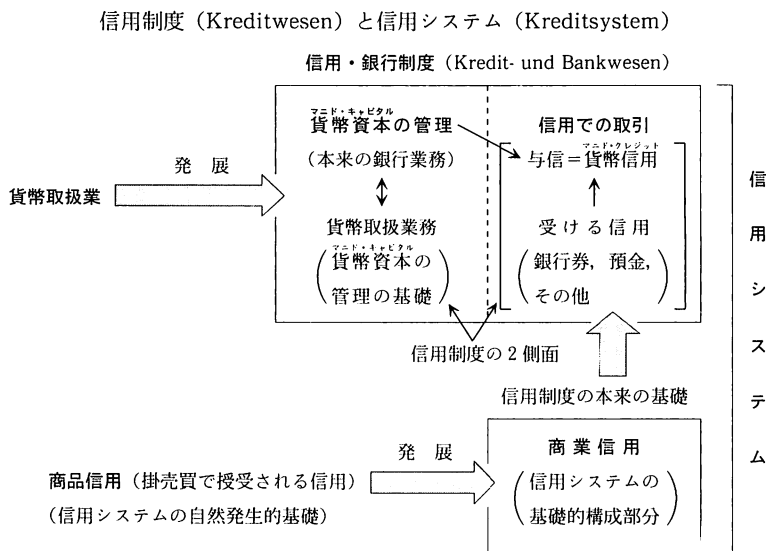 信用制度(Kreditwesen)と信用システム(Kreditsystem)
信用・銀行制度(Kredit- und Bankwesen)
マニド・キャピタル
貨幣資本の管理
(本来の銀行業務)
貨幣取扱業務
マニド・キャピタル
(貨幣資本の
管理の基礎)
信用での取引
マニド・クレジット
与信=貨幣信用
受ける信用
(銀行券,預金,
その他)
発 展
貨幣取扱業
信用制度の2側面
信用制度の本来の基礎
商業信用
(信用システムの
基礎的構成部分)
発 展
商品信用(掛売買で授受される信用)
(信用システムの自然発生的基礎)
信用システム